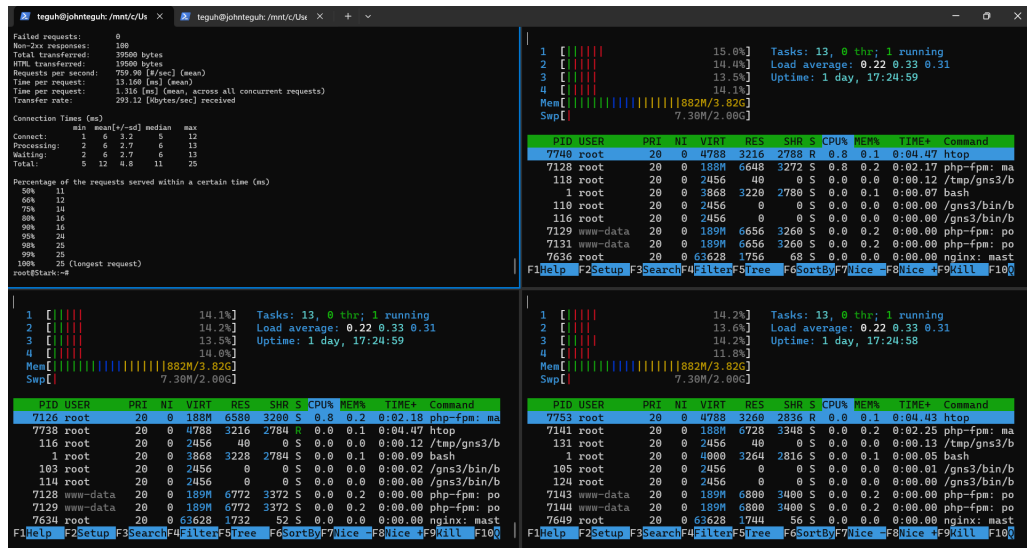 teguh@johnteguh: /mnt/c/Us × teguh@johnteguh: /mnt/c/Use × + ⌄ − ×
Failed requests: 0
Non-2xx responses: 100
Total transferred: 39500 bytes
HTML transferred: 19500 bytes
Requests per second: 759.90 [#/sec] (mean)
Time per request: 13.160 [ms] (mean)
Time per request: 1.316 [ms] (mean, across all concurrent requests)
Transfer rate: 293.12 [Kbytes/sec] received
Connection Times (ms)
min mean[+/-sd] median max
Connect: 1 6 3.2 5 12
Processing: 2 6 2.7 6 13
Waiting: 2 6 2.7 6 13
Total: 5 12 4.8 11 25
Percentage of the requests served within a certain time (ms)
50% 11
66% 12
75% 14
80% 16
90% 16
95% 24
98% 25
99% 25
100% 25 (longest request)
root@Stark:~#
1 [||||| 15.0%] Tasks: 13, 0 thr; 1 running
2 [||||| 14.4%] Load average: 0.22 0.33 0.31
3 [||||| 13.5%] Uptime: 1 day, 17:24:59
4 [||||| 14.1%]
Mem[||||||||||||||||||882M/3.82G]
Swp[| 7.30M/2.00G]
PID USER PRI NI VIRT RES SHR S CPU% MEM% TIME+ Command
7740 root 20 0 4788 3216 2788 R 0.8 0.1 0:04.47 htop
7128 root 20 0 188M 6648 3272 S 0.8 0.2 0:02.17 php-fpm: ma
118 root 20 0 2456 40 0 S 0.0 0.0 0:00.12 /tmp/gns3/b
1 root 20 0 3868 3220 2780 S 0.0 0.1 0:00.07 bash
110 root 20 0 2456 0 0 S 0.0 0.0 0:00.00 /gns3/bin/b
116 root 20 0 2456 0 0 S 0.0 0.0 0:00.00 /gns3/bin/b
7129 www-data 20 0 189M 6656 3260 S 0.0 0.2 0:00.00 php-fpm: po
7131 www-data 20 0 189M 6656 3260 S 0.0 0.2 0:00.00 php-fpm: po
7636 root 20 0 63628 1756 68 S 0.0 0.0 0:00.00 nginx: mast
F1Help F2Setup F3SearchF4FilterF5Tree F6SortByF7Nice -F8Nice +F9Kill F10Q
1 [||||| 14.1%] Tasks: 13, 0 thr; 1 running
2 [||||| 14.2%] Load average: 0.22 0.33 0.31
3 [||||| 13.5%] Uptime: 1 day, 17:24:59
4 [||||| 14.0%]
Mem[||||||||||||||||||882M/3.82G]
Swp[| 7.30M/2.00G]
PID USER PRI NI VIRT RES SHR S CPU% MEM% TIME+ Command
7126 root 20 0 188M 6580 3200 S 0.8 0.2 0:02.18 php-fpm: ma
7738 root 20 0 4788 3216 2784 R 0.0 0.1 0:04.47 htop
116 root 20 0 2456 40 0 S 0.0 0.0 0:00.12 /tmp/gns3/b
1 root 20 0 3868 3228 2784 S 0.0 0.1 0:00.09 bash
103 root 20 0 2456 0 0 S 0.0 0.0 0:00.02 /gns3/bin/b
114 root 20 0 2456 0 0 S 0.0 0.0 0:00.00 /gns3/bin/b
7128 www-data 20 0 189M 6772 3372 S 0.0 0.2 0:00.00 php-fpm: po
7129 www-data 20 0 189M 6772 3372 S 0.0 0.2 0:00.00 php-fpm: po
7634 root 20 0 63628 1732 52 S 0.0 0.0 0:00.00 nginx: mast
F1Help F2Setup F3SearchF4FilterF5Tree F6SortByF7Nice -F8Nice +F9Kill F10Q
1 [||||| 14.2%] Tasks: 13, 0 thr; 1 running
2 [||||| 13.6%] Load average: 0.22 0.33 0.31
3 [||||| 14.2%] Uptime: 1 day, 17:24:58
4 [|||| 11.8%]
Mem[||||||||||||||||||882M/3.82G]
Swp[| 7.30M/2.00G]
PID USER PRI NI VIRT RES SHR S CPU% MEM% TIME+ Command
7753 root 20 0 4788 3260 2836 R 0.0 0.1 0:04.43 htop
7141 root 20 0 188M 6728 3348 S 0.0 0.2 0:02.25 php-fpm: ma
131 root 20 0 2456 40 0 S 0.0 0.0 0:00.13 /tmp/gns3/b
1 root 20 0 4000 3264 2816 S 0.0 0.1 0:00.05 bash
105 root 20 0 2456 0 0 S 0.0 0.0 0:00.01 /gns3/bin/b
124 root 20 0 2456 0 0 S 0.0 0.0 0:00.00 /gns3/bin/b
7143 www-data 20 0 189M 6800 3400 S 0.0 0.2 0:00.00 php-fpm: po
7144 www-data 20 0 189M 6800 3400 S 0.0 0.2 0:00.00 php-fpm: po
7649 root 20 0 63628 1744 56 S 0.0 0.0 0:00.00 nginx: mast
F1Help F2Setup F3SearchF4FilterF5Tree F6SortByF7Nice -F8Nice +F9Kill F10Q